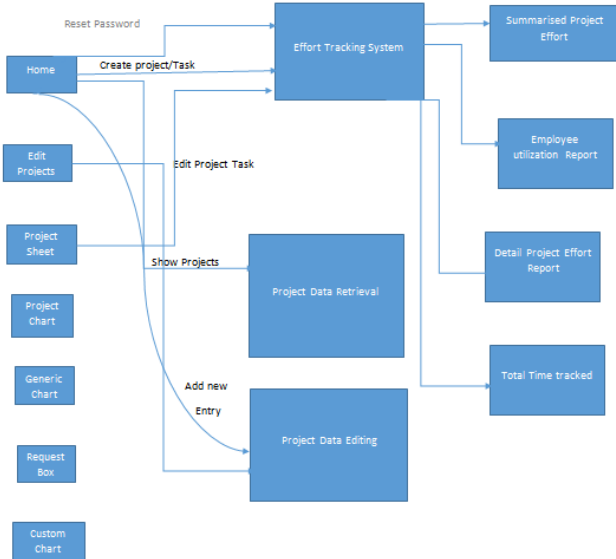 Reset Password
Effort Tracking System
Summarised Project
Effort
Home
Create project/Task
Employee
utilization Report
Edit
Projects
Edit Project Task
Project
Sheet
Detail Project Effort
Report
Show Projects
Project Data Retrieval
Project
Chart
Generic
Chart
Add new
Entry
Total Time tracked
Project Data Editing
Request
Box
Custom
Chart